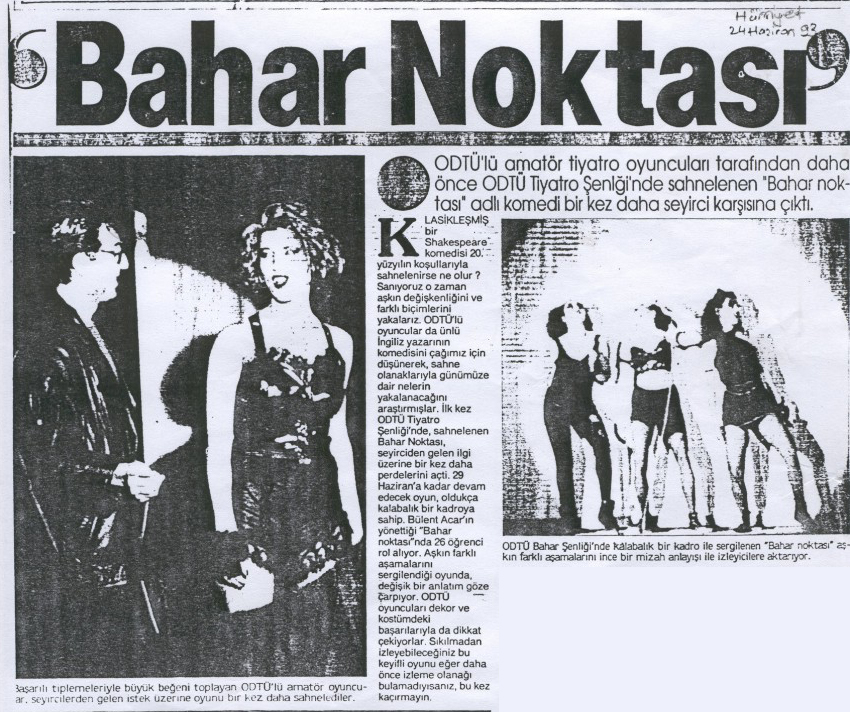 Hürriyet
24 Haziran 93
‘Bahar Noktası’
ODTÜ'lü amatör tiyatro oyuncuları tarafından daha
önce ODTÜ Tiyatro Şenlği'nde sahnelenen "Bahar nok-
tası" adlı komedi bir kez daha seyirci karşısına çıktı.
KLASİKLEŞMİŞ
bir
Shakespeare
komedisi 20.
yüzyılın koşullarıyla
sahnelenirse ne olur ?
Sanıyoruz o zaman
aşkın değişkenliğini ve
farklı biçimlerini
yakalarız. ODTÜ'lü
oyuncular da ünlü
İngiliz yazarının
komedisini çağımız için
düşünerek, sahne
olanaklarıyla günümüze
dair nelerin
yakalanacağını
araştırmışlar. İlk kez
ODTÜ Tiyatro
Şenliği'nde, sahnelenen
Bahar Noktası,
seyirciden gelen ilgi
üzerine bir kez daha
perdelerini açtı. 29
Haziran'a kadar devam
edecek oyun, oldukça
kalabalık bir kadroya
sahip. Bülent Acar'ın
yönettiği "Bahar
noktası"nda 26 öğrenci
rol alıyor. Aşkın farklı
aşamalarını
sergilendiği oyunda,
değişik bir anlatım göze
çarpıyor. ODTÜ
oyuncuları dekor ve
kostümdeki
başarılarıyla da dikkat
çekiyorlar. Sıkılmadan
izleyebileceğiniz bu
keyifli oyunu eğer daha
önce izleme olanağı
bulamadıyısanız, bu kez
kaçırmayın.
ODTÜ Bahar Şenliği'nde kalabalık bir kadro ile sergilenen "Bahar noktası" aş-
kın farklı aşamalarını ince bir mizah anlayışı ile izleyicilere aktarıyor.
Başarılı tiplemeleriyle büyük beğeni toplayan ODTÜ'lü amatör oyuncu-
ar, seyircilerden gelen istek üzerine oyunu bir kez daha sahnelediler.